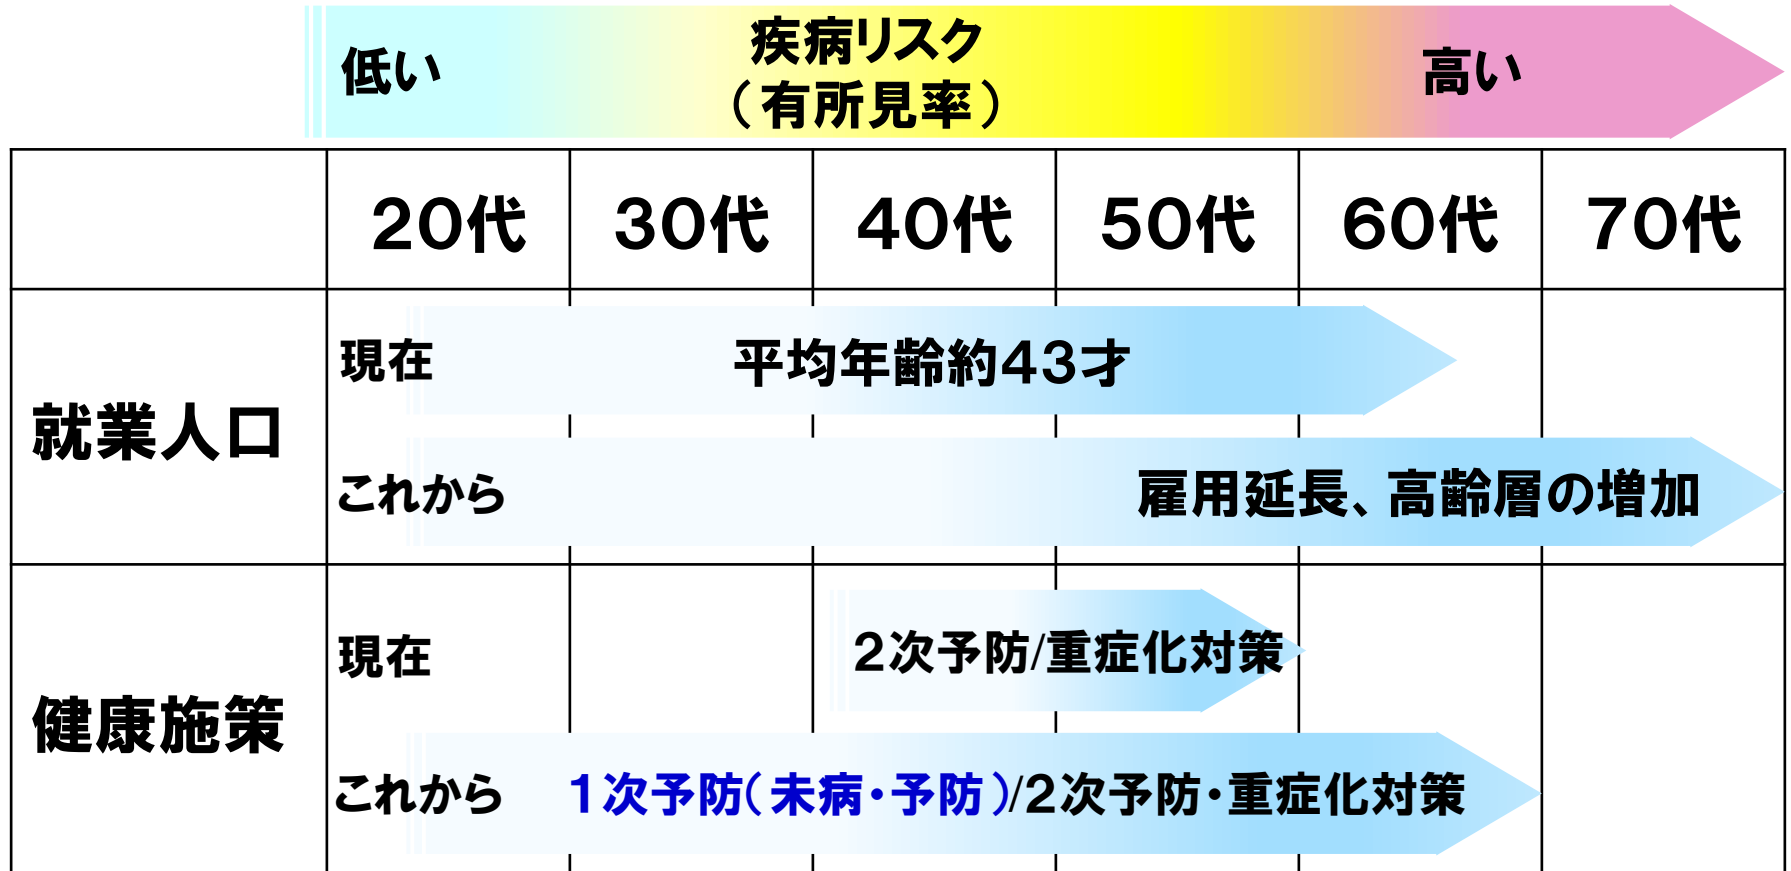 低い
疾病リスク
（有所見率）
高い
20代 30代 40代 50代 60代 70代
就業人口
現在 平均年齢約43才
これから 雇用延長、高齢層の増加
健康施策
現在 2次予防/重症化対策
これから 1次予防(未病・予防)/2次予防・重症化対策